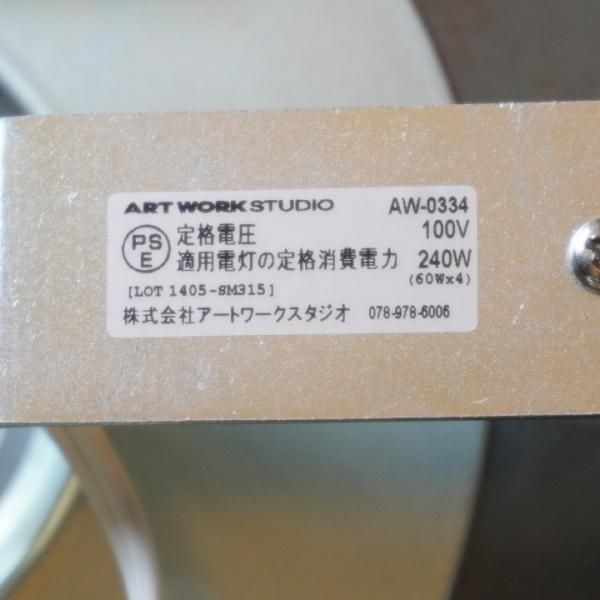 ART WORK STUDIO AW-0334
PSE 定格電圧 100V
適用電灯の定格消費電力 240W
(60Wx4)
[LOT 1405-SM315]
株式会社アートワークスタジオ 078-978-6006